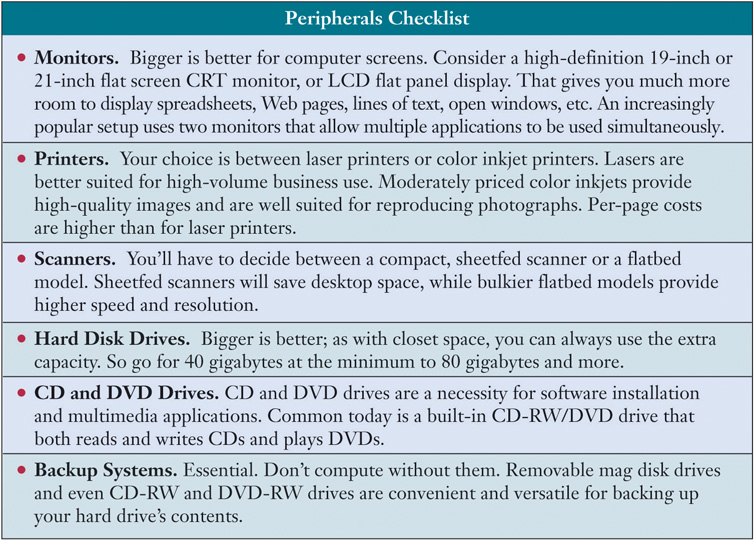 Peripherals Checklist
• Monitors. Bigger is better for computer screens. Consider a high-definition 19-inch or
21-inch flat screen CRT monitor, or LCD flat panel display. That gives you much more
room to display spreadsheets, Web pages, lines of text, open windows, etc. An increasingly
popular setup uses two monitors that allow multiple applications to be used simultaneously.
• Printers. Your choice is between laser printers or color inkjet printers. Lasers are
better suited for high-volume business use. Moderately priced color inkjets provide
high-quality images and are well suited for reproducing photographs. Per-page costs
are higher than for laser printers.
• Scanners. You'll have to decide between a compact, sheetfed scanner or a flatbed
model. Sheetfed scanners will save desktop space, while bulkier flatbed models provide
higher speed and resolution.
• Hard Disk Drives. Bigger is better; as with closet space, you can always use the extra
capacity. So go for 40 gigabytes at the minimum to 80 gigabytes and more.
• CD and DVD Drives. CD and DVD drives are a necessity for software installation
and multimedia applications. Common today is a built-in CD-RW/DVD drive that
both reads and writes CDs and plays DVDs.
• Backup Systems. Essential. Don't compute without them. Removable mag disk drives
and even CD-RW and DVD-RW drives are convenient and versatile for backing up
your hard drive's contents.